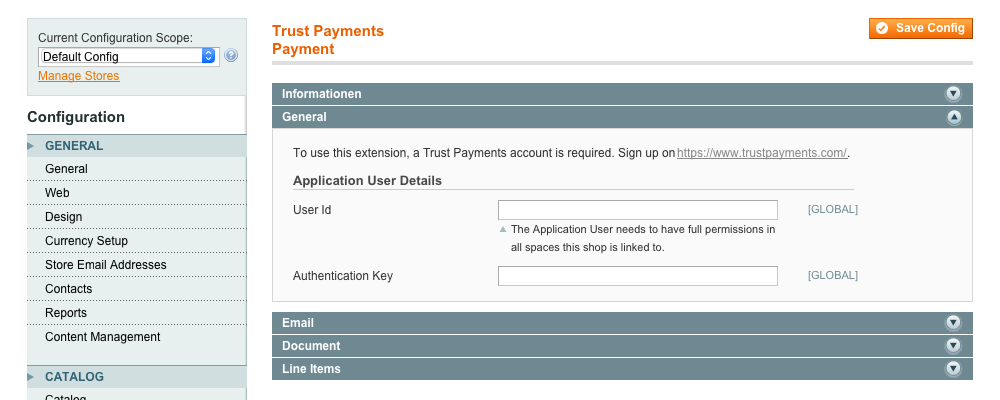 Current Configuration Scope:
Default Config
Manage Stores
Configuration
GENERAL
General
Web
Design
Currency Setup
Store Email Addresses
Contacts
Reports
Content Management
CATALOG
Catalog
Trust Payments
Payment
Save Config
Informationen
General
To use this extension, a Trust Payments account is required. Sign up on https://www.trustpayments.com/.
Application User Details
User Id
[GLOBAL]
The Application User needs to have full permissions in
all spaces this shop is linked to.
Authentication Key
[GLOBAL]
Email
Document
Line Items